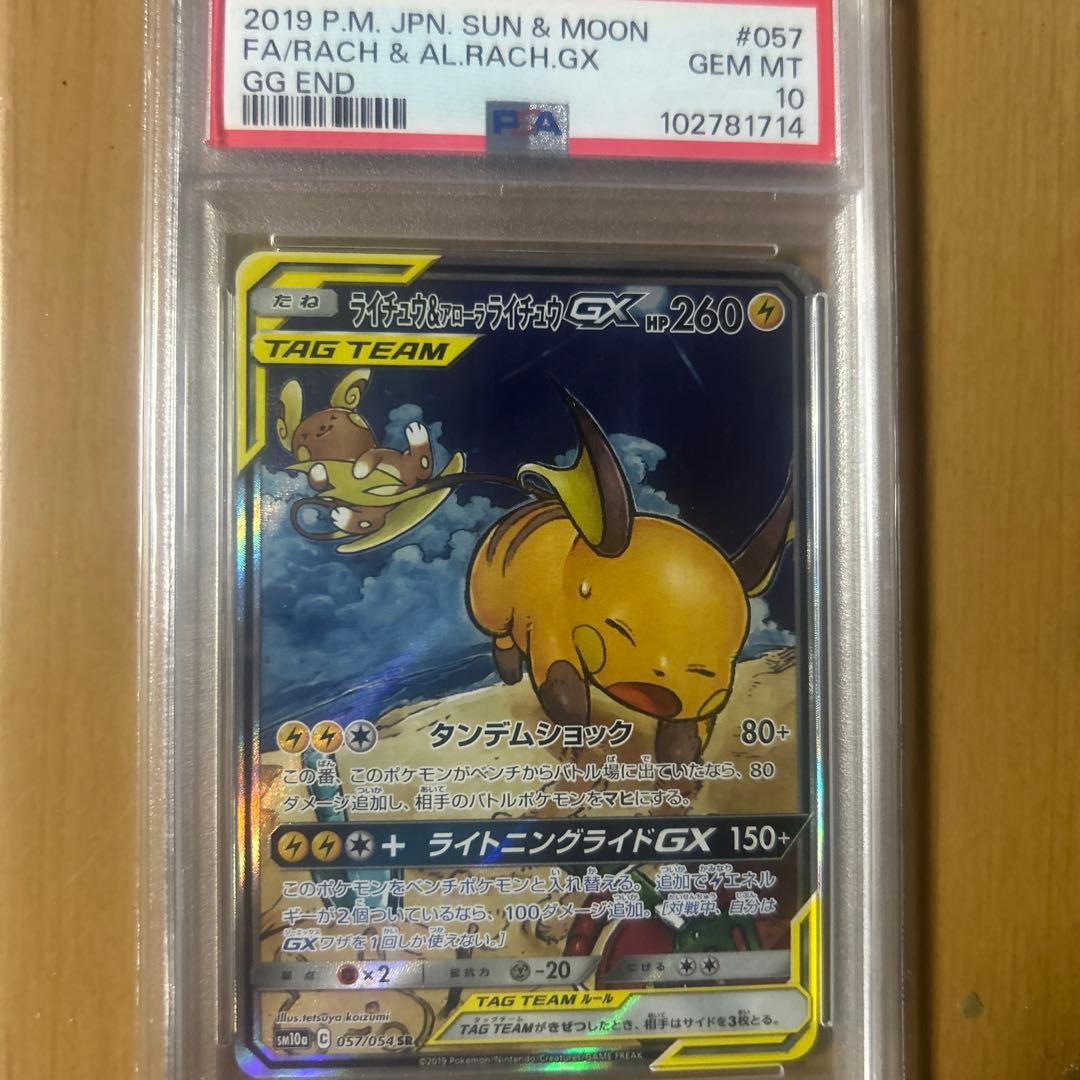 2019 P.M. JPN. SUN & MOON #057
FA/RACH & AL.RACH.GX GEM MT
GG END 10
PSA 102781714
たね ライチュウ&アローラライチュウGX HP260
TAG TEAM
タンデムショック 80+
この番、このポケモンがベンチからバトル場に出ていたなら、80
ダメージ追加し、相手のバトルポケモンをマヒにする。
+ ライトニングライドGX 150+
このポケモンをベンチポケモンと入れ替える。追加でエネル
ギーが2個ついているなら、100ダメージ追加。[対戦中、自分は
GXワザを1回しか使えない。]
弱点 ×2 抵抗力 -20 にげる
TAG TEAM ルール
Illus.tetsuya koizumi
TAG TEAMがきぜつしたとき、相手はサイドを3枚とる。
SM10a C 057/054 SR
©2019 Pokémon/Nintendo/Creatures/GAME FREAK